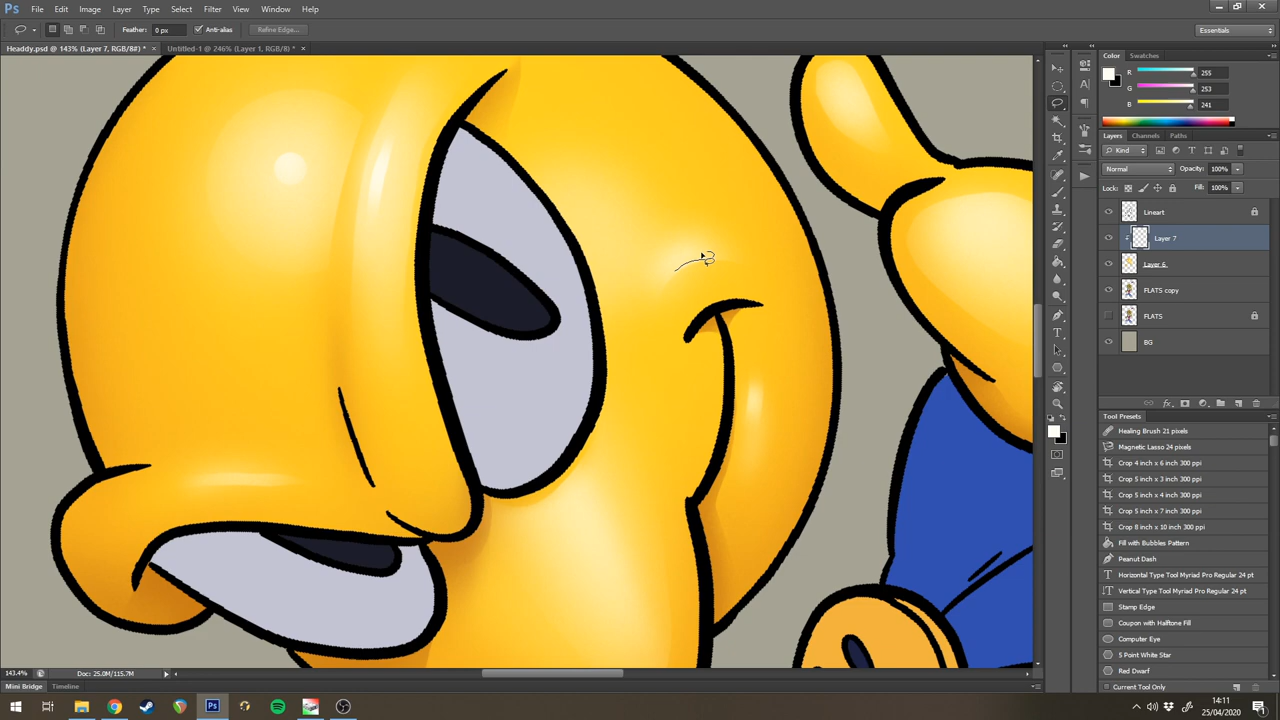 Ps File Edit Image Layer Type Select Filter View Window Help
Feather: 0 px Anti-alias Refine Edge... Essentials
Headdy.psd @ 143% (Layer 7, RGB/8#) * × Untitled-1 @ 246% (Layer 1, RGB/8) * ×
Color Swatches
R 255
G 253
B 241
Layers Channels Paths
Kind
Normal Opacity: 100%
Lock: Fill: 100%
Lineart
Layer 7
Layer 6
FLATS copy
FLATS
BG
Tool Presets
Healing Brush 21 pixels
Magnetic Lasso 24 pixels
Crop 4 inch x 6 inch 300 ppi
Crop 5 inch x 3 inch 300 ppi
Crop 5 inch x 4 inch 300 ppi
Crop 5 inch x 7 inch 300 ppi
Crop 8 inch x 10 inch 300 ppi
Fill with Bubbles Pattern
Peanut Dash
Horizontal Type Tool Myriad Pro Regular 24 pt
Vertical Type Tool Myriad Pro Regular 24 pt
Stamp Edge
Coupon with Halftone Fill
Computer Eye
5 Point White Star
Red Dwarf
Current Tool Only
143.4% Doc: 25.0M/115.7M
Mini Bridge Timeline
14:11
25/04/2020